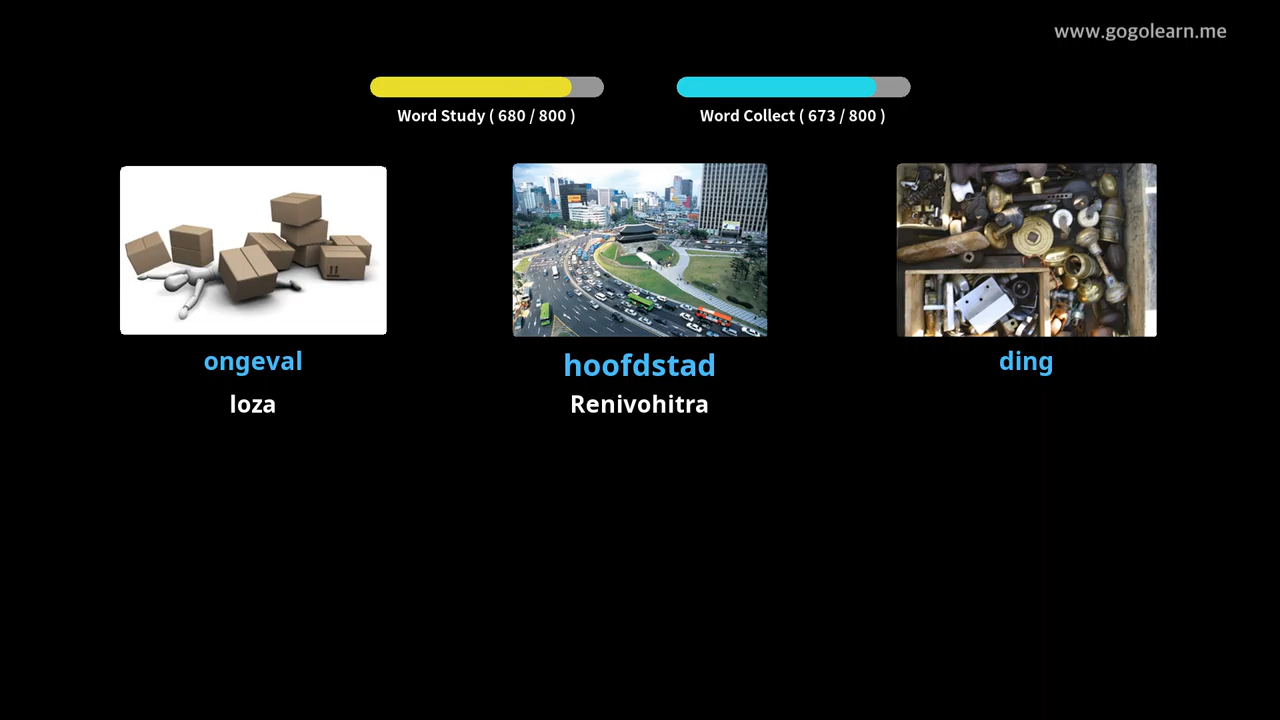 www.gogolearn.me
Word Study ( 680 / 800 )
Word Collect ( 673 / 800 )
ongeval
hoofdstad
ding
loza
Renivohitra